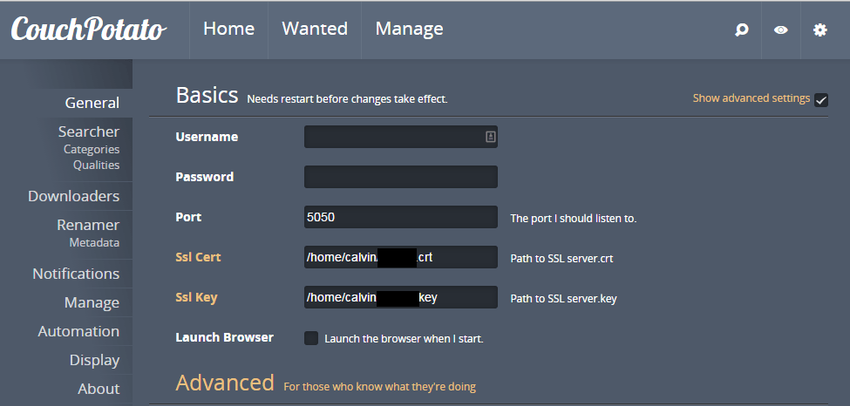 CouchPotato Home Wanted Manage
General
Searcher
Categories
Qualities
Downloaders
Renamer
Metadata
Notifications
Manage
Automation
Display
About
Basics Needs restart before changes take effect. Show advanced settings
Username
Password
Port 5050 The port I should listen to.
Ssl Cert /home/calvin/ .crt Path to SSL server.crt
Ssl Key /home/calvin key Path to SSL server.key
Launch Browser Launch the browser when I start.
Advanced For those who know what they're doing